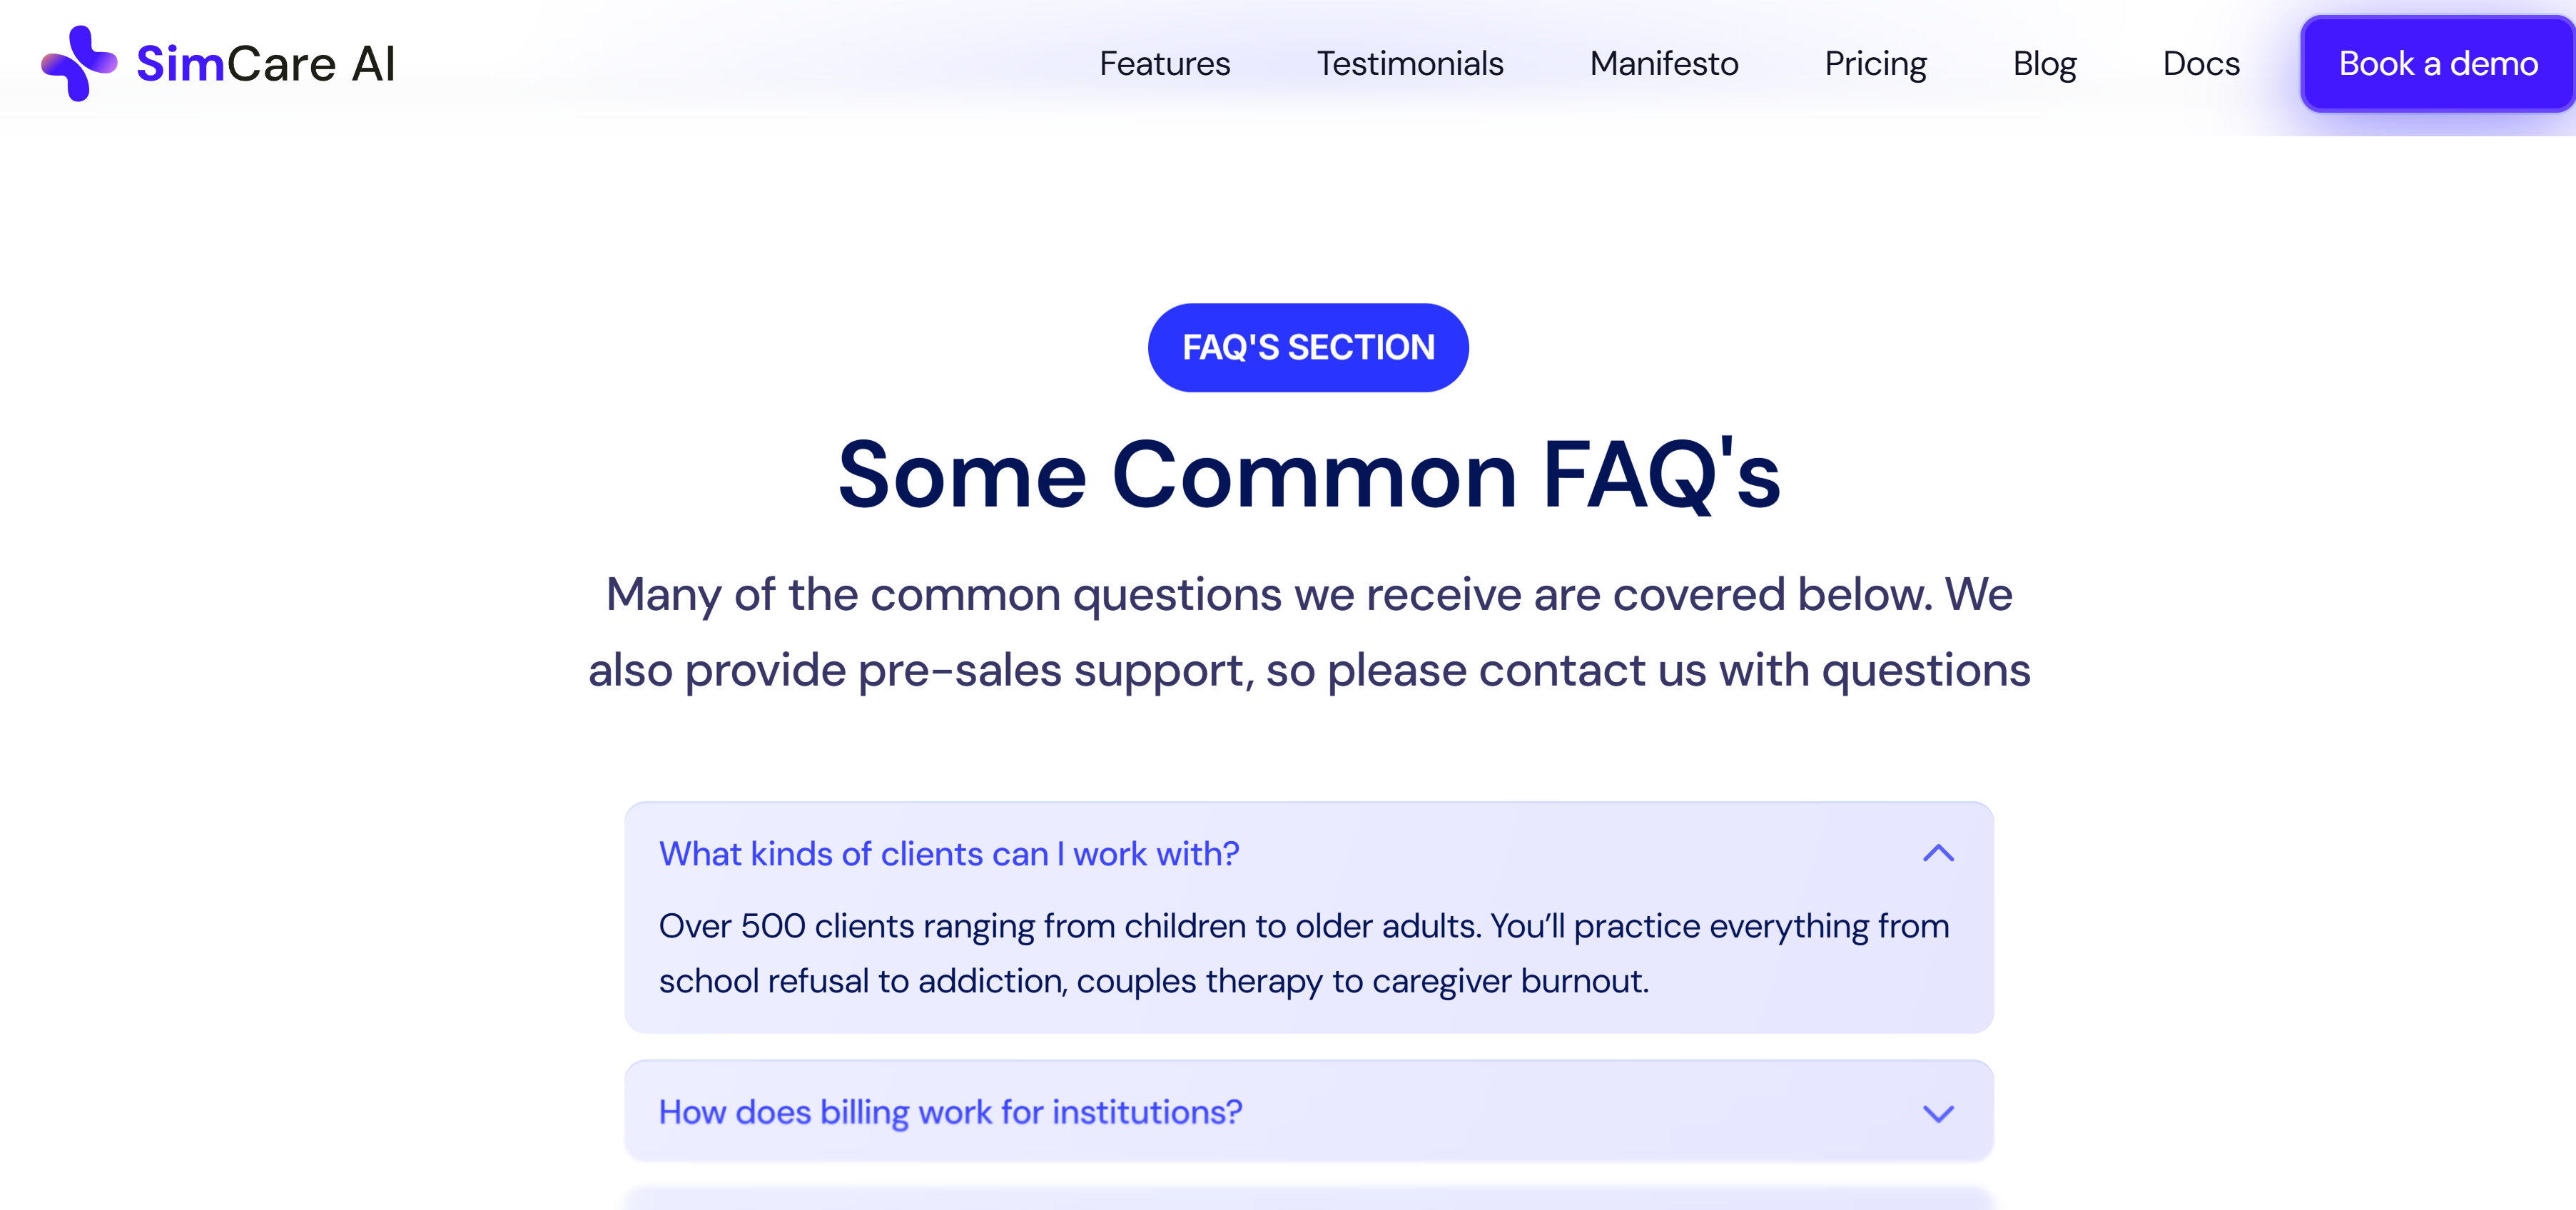 SimCare AI
Features Testimonials Manifesto Pricing Blog Docs Book a demo
FAQ'S SECTION
Some Common FAQ's
Many of the common questions we receive are covered below. We
also provide pre-sales support, so please contact us with questions
What kinds of clients can I work with?
Over 500 clients ranging from children to older adults. You’ll practice everything from
school refusal to addiction, couples therapy to caregiver burnout.
How does billing work for institutions?